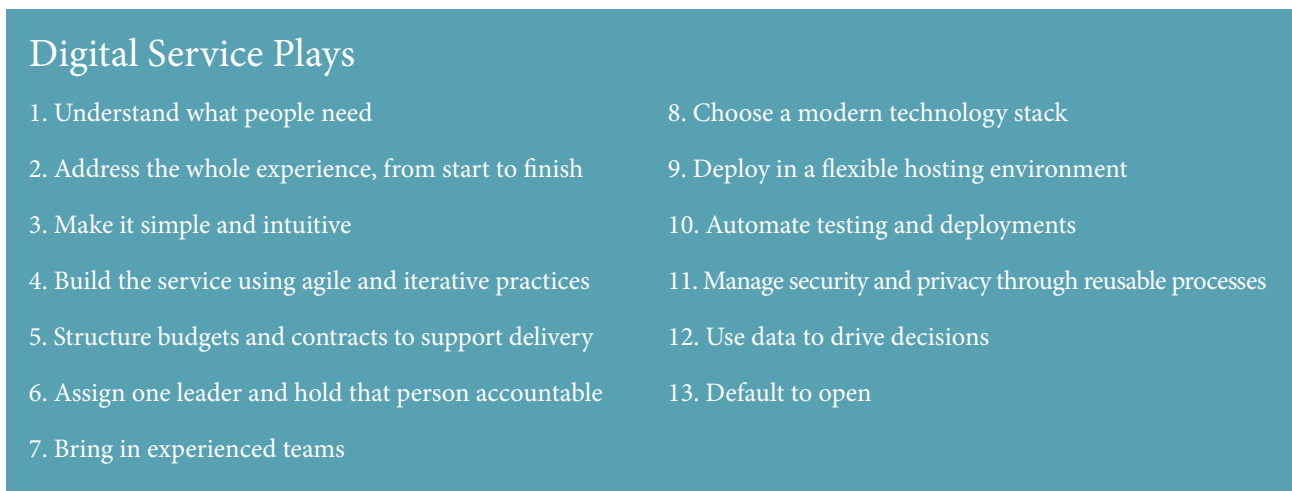 Digital Service Plays
1. Understand what people need
2. Address the whole experience, from start to finish
3. Make it simple and intuitive
4. Build the service using agile and iterative practices
5. Structure budgets and contracts to support delivery
6. Assign one leader and hold that person accountable
7. Bring in experienced teams
8. Choose a modern technology stack
9. Deploy in a flexible hosting environment
10. Automate testing and deployments
11. Manage security and privacy through reusable processes
12. Use data to drive decisions
13. Default to open